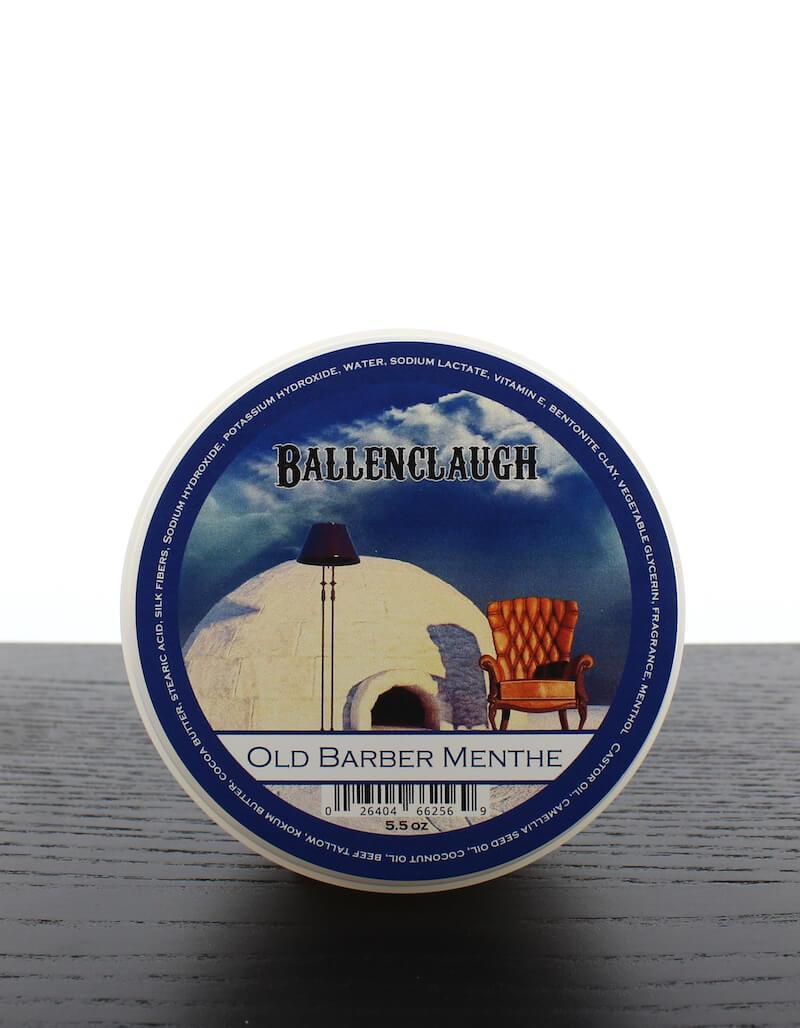 BALLENCLAUGH
OLD BARBER MENTHE
0 26404 66256 9
5.5 oz
CASTOR OIL, CAMELLIA SEED OIL, COCONUT OIL, BEEF TALLOW, KOKUM BUTTER, COCOA BUTTER, STEARIC ACID, SILK FIBERS, SODIUM HYDROXIDE, POTASSIUM HYDROXIDE, WATER, SODIUM LACTATE, VITAMIN E, BENTONITE CLAY, VEGETABLE GLYCERIN, FRAGRANCE, MENTHOL